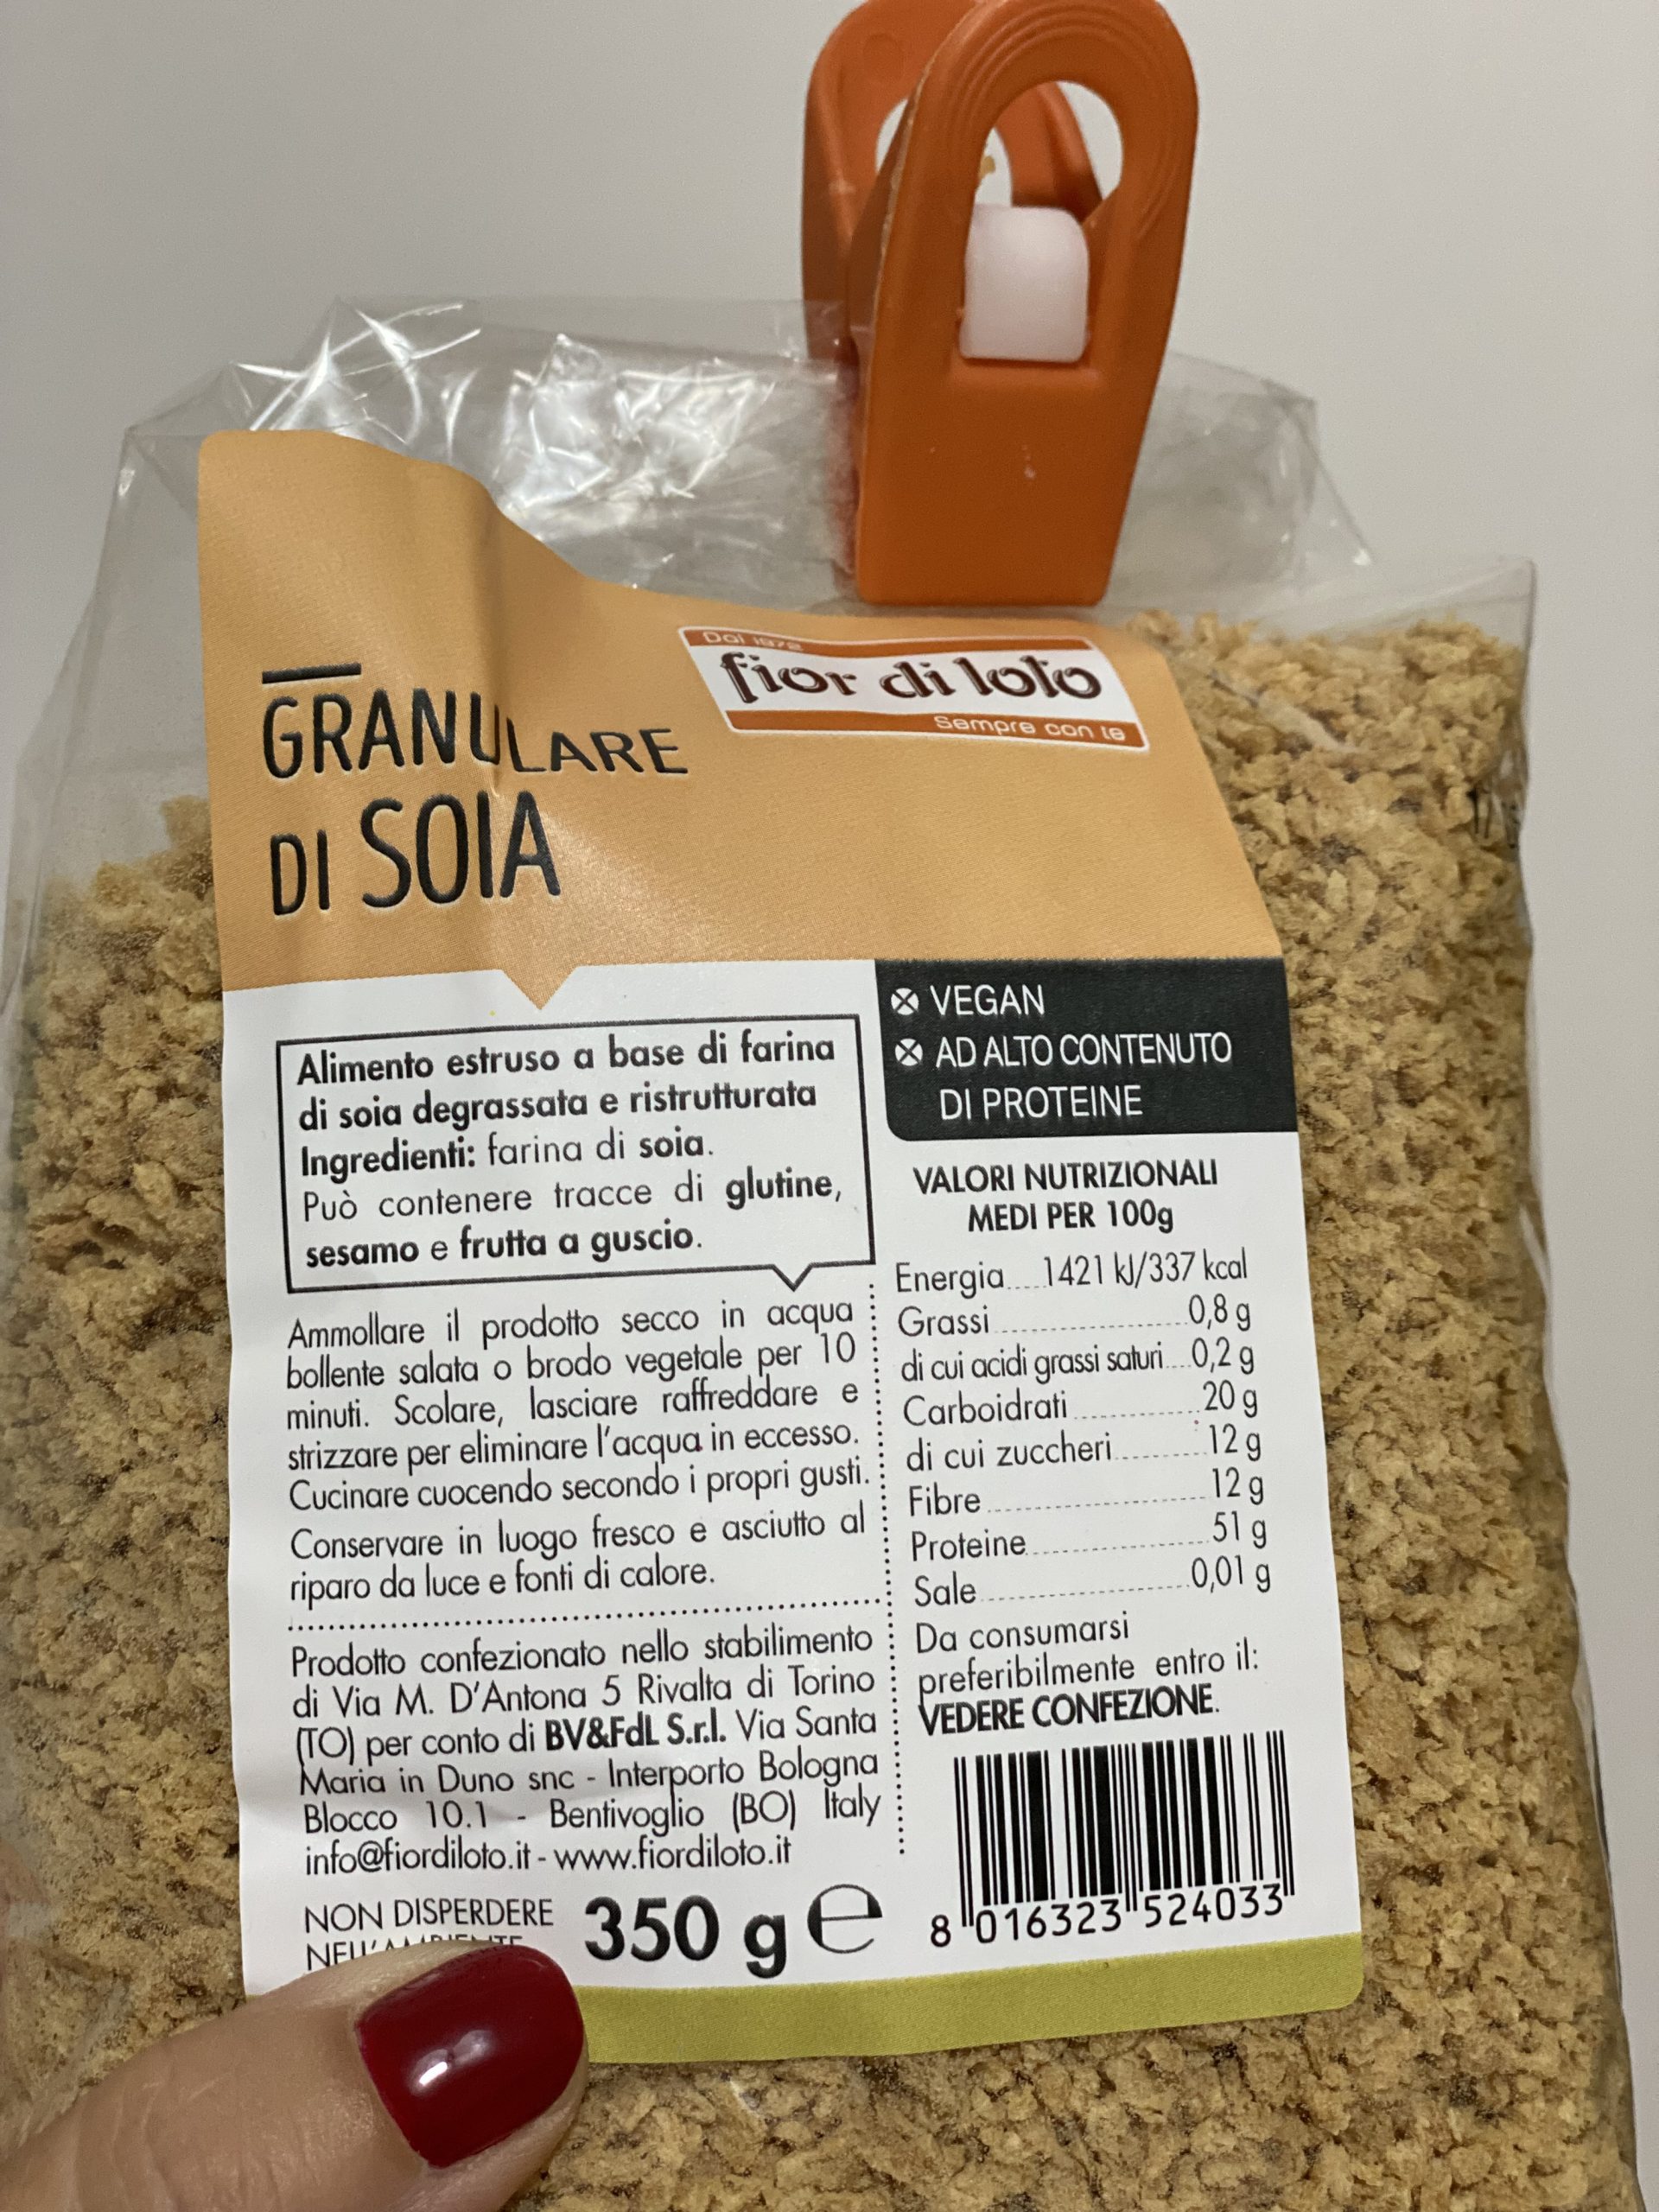 Dal 1972
fior di loto
Sempre con te
GRANULARE
DI SOIA
VEGAN
AD ALTO CONTENUTO
DI PROTEINE
Alimento estruso a base di farina
di soia degrassata e ristrutturata
Ingredienti: farina di soia.
Può contenere tracce di glutine,
sesamo e frutta a guscio.
Ammollare il prodotto secco in acqua
bollente salata o brodo vegetale per 10
minuti. Scolare, lasciare raffreddare e
strizzare per eliminare l'acqua in eccesso.
Cucinare cuocendo secondo i propri gusti.
Conservare in luogo fresco e asciutto al
riparo da luce e fonti di calore.
Prodotto confezionato nello stabilimento
di Via M. D'Antona 5 Rivalta di Torino
(TO) per conto di BV&FdL S.r.l. Via Santa
Maria in Duno snc - Interporto Bologna
Blocco 10.1 - Bentivoglio (BO) Italy
info@fiordiloto.it - www.fiordiloto.it
NON DISPERDERE
NELL'AMBIENTE
350 g e
VALORI NUTRIZIONALI
MEDI PER 100g
Energia 1421 kJ/337 kcal
Grassi 0,8 g
di cui acidi grassi saturi 0,2 g
Carboidrati 20 g
di cui zuccheri 12 g
Fibre 12 g
Proteine 51 g
Sale 0,01 g
Da consumarsi
preferibilmente entro il:
VEDERE CONFEZIONE.
8 016323 524033